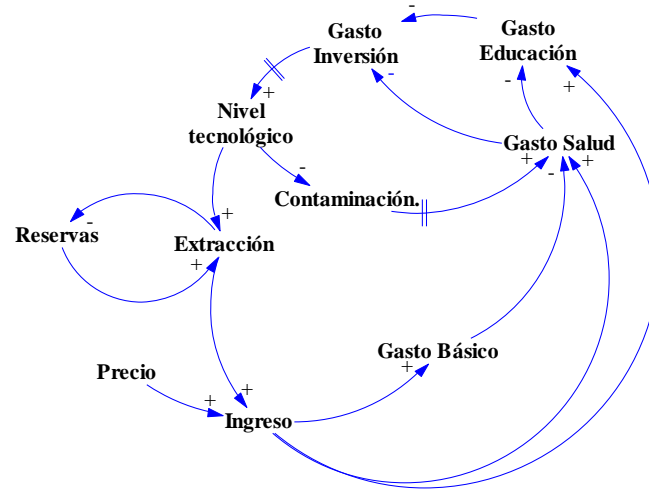 Gasto
Inversión
Gasto
Educación
Nivel
tecnológico
Gasto Salud
Contaminación.
Reservas
Extracción
Gasto Básico
Precio
Ingreso
-
-
-
+
+
-
+
-
+
+
-
+
+
+
+
+